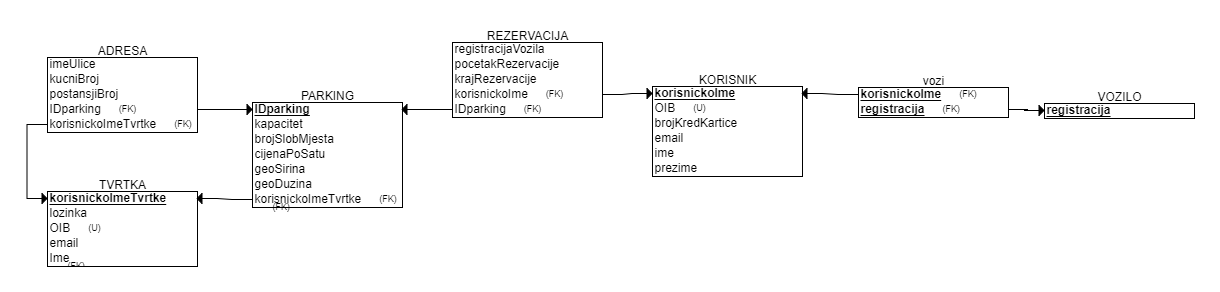 ADRESA
imeUlice
kucniBroj
postansjiBroj
IDparking (FK)
korisnickoImeTvrtke (FK)
TVRTKA
korisnickoImeTvrtke
lozinka
OIB (U)
email
Ime
(FK)
PARKING
IDparking
kapacitet
brojSlobMjesta
cijenaPoSatu
geoSirina
geoDuzina
korisnickoImeTvrtke (FK)
(FK)
REZERVACIJA
registracijaVozila
pocetakRezervacije
krajRezervacije
korisnickoIme (FK)
IDparking (FK)
KORISNIK
korisnickoIme
OIB (U)
brojKredKartice
email
ime
prezime
vozi
korisnickoIme (FK)
registracija (FK)
VOZILO
registracija